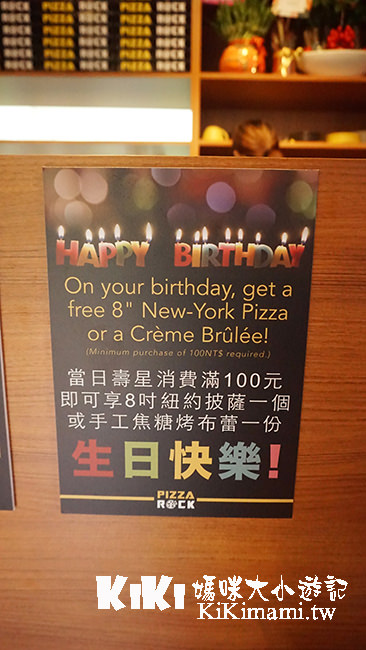 HAPPY BIRTHDAY
On your birthday, get a
free 8" New-York Pizza
or a Crème Brûlée!
(Minimum purchase of 100NT$ required.)
當日壽星消費滿100元
即可享8吋紐約披薩一個
或手工焦糖烤布蕾一份
生日快樂!
PIZZA
ROCK
KiKi 媽咪大小遊記
KiKimami.tw